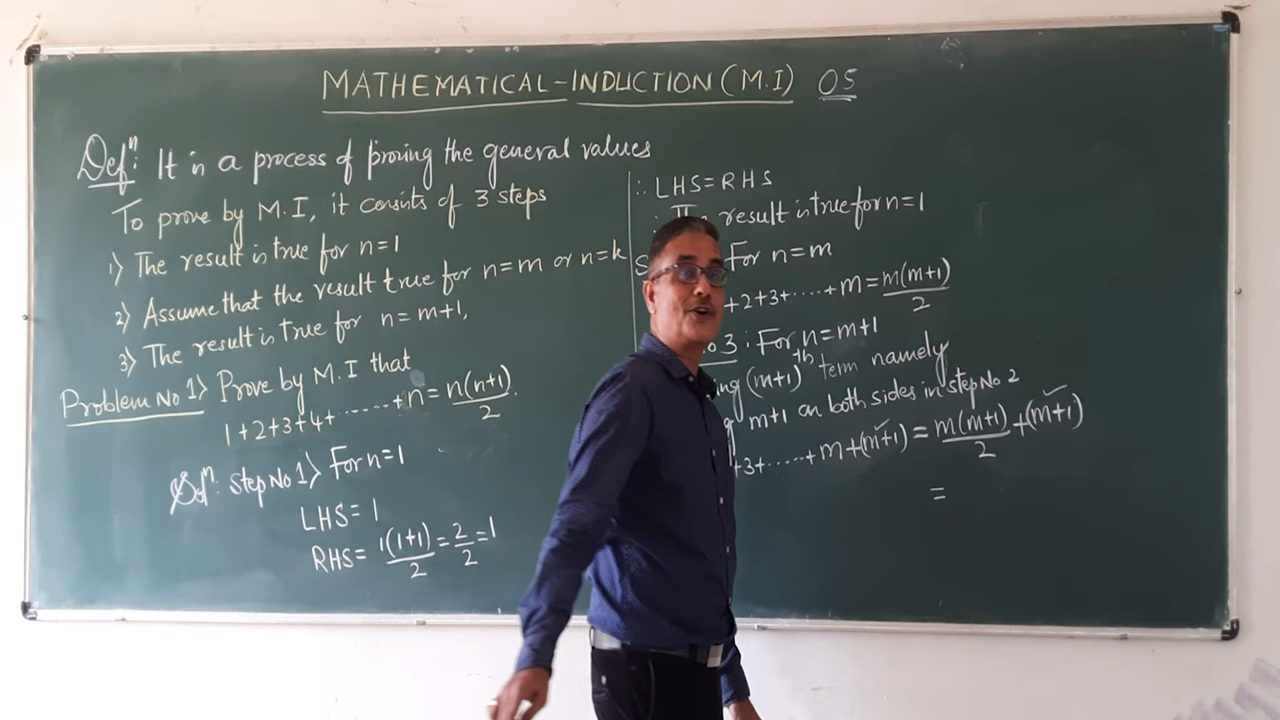 MATHEMATICAL-INDUCTION (M.I) 05
Defⁿ: It is a process of proving the general values
To prove by M.I, it consists of 3 steps
1) The result is true for n=1
2) Assume that the result true for n=m or n=k
3) The result is true for n=m+1,
Problem No 1) Prove by M.I that
1+2+3+4+......+n = n(n+1)/2.
Solⁿ: step No 1) For n=1
LHS = 1
RHS = 1(1+1)/2 = 2/2 = 1
∴ LHS = RHS
result is true for n=1
For n=m
+2+3+.....+m = m(m+1)/2
3: For n=m+1
(m+1)ᵗʰ term namely
m+1 on both sides in step No 2
+3+.....+m+(m+1) = m(m+1)/2 + (m+1)
=